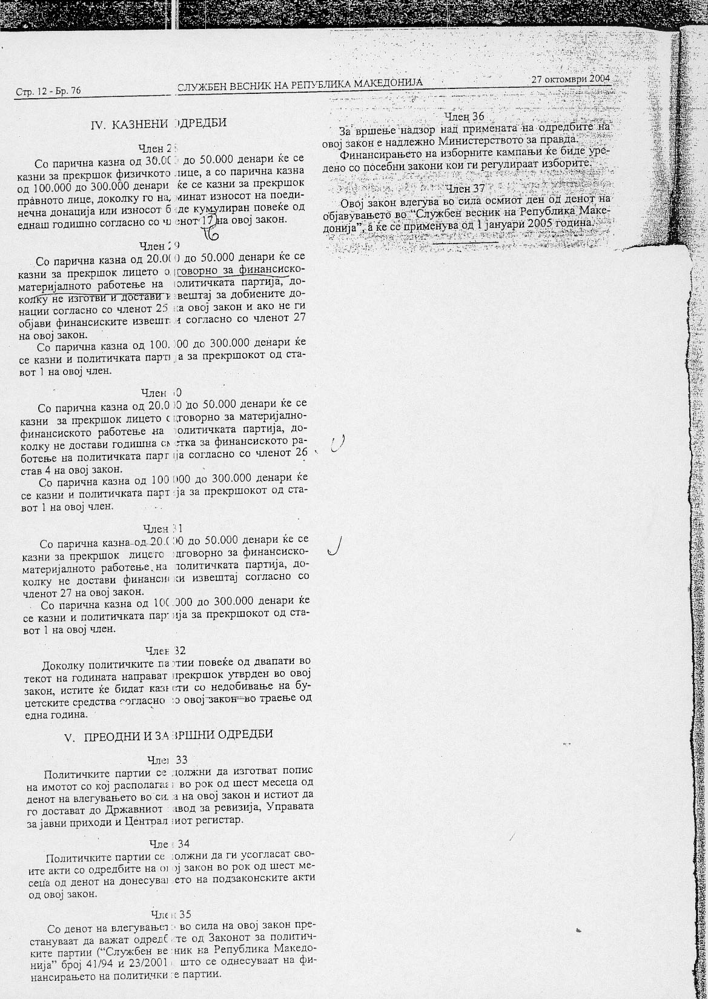 Стр. 12 - Бр. 76
СЛУЖБЕН ВЕСНИК НА РЕПУБЛИКА МАКЕДОНИЈА
27 октомври 2004
IV. КАЗНЕНИ ОДРЕДБИ
Член 2
Со парична казна од 30.00 до 50.000 денари ќе се
казни за прекршок физичкото лице, а со парична казна
од 100.000 до 300.000 денари ќе се казни за прекршок
правното лице, доколку го на минат износот на поеди-
нечна донација или износот б де кумулиран повеќе од
еднаш годишно согласно со членот 17 на овој закон.
16
Член 29
Со парична казна од 20.000 до 50.000 денари ќе се
казни за прекршок лицето одговорно за финансиско-
материјалното работење на политичката партија, до-
колку не изготви и достави извештај за добиените до-
нации согласно со членот 25 на овој закон и ако не ги
објави финансиските извешт и согласно со членот 27
на овој закон.
Со парична казна од 100.000 до 300.000 денари ќе
се казни и политичката партија за прекршокот од ста-
вот 1 на овој член.
Член 0
Со парична казна од 20.000 до 50.000 денари ќе се
казни за прекршок лицето одговорно за материјално-
финансиското работење на политичката партија, до-
колку не достави годишна сметка за финансиското ра-
ботење на политичката партија согласно со членот 26
став 4 на овој закон.
Со парична казна од 100.000 до 300.000 денари ќе
се казни и политичката партија за прекршокот од ста-
вот 1 на овој член.
Член 31
Со парична казна од 20.000 до 50.000 денари ќе се
казни за прекршок лицето одговорно за финансиско-
материјалното работење на политичката партија, до-
колку не достави финансиски извештај согласно со
членот 27 на овој закон.
Со парична казна од 100.000 до 300.000 денари ќе
се казни и политичката партија за прекршокот од ста-
вот 1 на овој член.
Член 32
Доколку политичките партии повеќе од двапати во
текот на годината направат прекршок утврден во овој
закон, истите ќе бидат казнети со недобивање на бу-
џетските средства согласно со овој закон во траење од
една година.
V. ПРЕОДНИ И ЗАВРШНИ ОДРЕДБИ
Член 33
Политичките партии се должни да изготват попис
на имотот со кој располагаат во рок од шест месеца од
денот на влегувањето во сила на овој закон и истиот да
го достават до Државниот завод за ревизија, Управата
за јавни приходи и Централниот регистар.
Член 34
Политичките партии се должни да ги усогласат сво-
ите акти со одредбите на овој закон во рок од шест ме-
сеца од денот на донесувањето на подзаконските акти
од овој закон.
Член 35
Со денот на влегувањето во сила на овој закон пре-
стануваат да важат одредбите од Законот за политич-
ките партии (“Службен весник на Република Македо-
нија” број 41/94 и 23/2001) што се однесуваат на фи-
нансирањето на политичките партии.
Член 36
За вршење надзор над примената на одредбите на
овој закон е надлежно Министерството за правда.
Финансирањето на изборните кампањи ќе биде уре-
дено со посебни закони кои ги регулираат изборите.
Член 37
Овој закон влегува во сила осмиот ден од денот на
објавувањето во “Службен весник на Република Маке-
донија”, а ќе се применува од 1 јануари 2005 година.